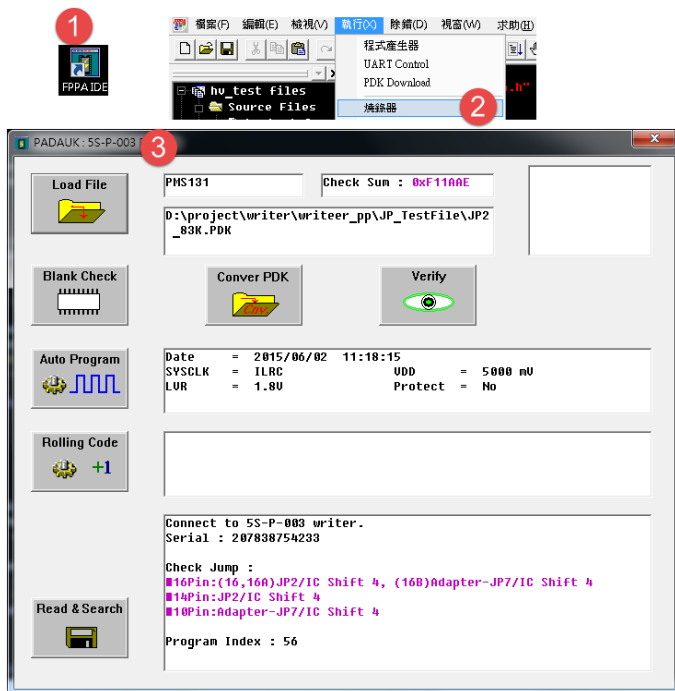 1
FPPA IDE
檔案(F) 編輯(E) 檢視(V) 執行(X) 除錯(D) 視窗(W) 求助(H)
程式產生器
UART Control
PDK Download
燒錄器
2
hv_test files
Source Files
.h"
3
PADAUK : 5S-P-003
Load File
PMS131
Check Sum : 0xF11AAE
D:\project\writer\writeer_pp\JP_TestFile\JP2
_83K.PDK
Blank Check
Conver PDK
Cnv.
Verify
Auto Program
Date = 2015/06/02 11:18:15
SYSCLK = ILRC VDD = 5000 mV
LVR = 1.8V Protect = No
Rolling Code
+1
Connect to 5S-P-003 writer.
Serial : 207838754233
Check Jump :
■16Pin:(16,16A)JP2/IC Shift 4, (16B)Adapter-JP7/IC Shift 4
■14Pin:JP2/IC Shift 4
■10Pin:Adapter-JP7/IC Shift 4
Program Index : 56
Read & Search